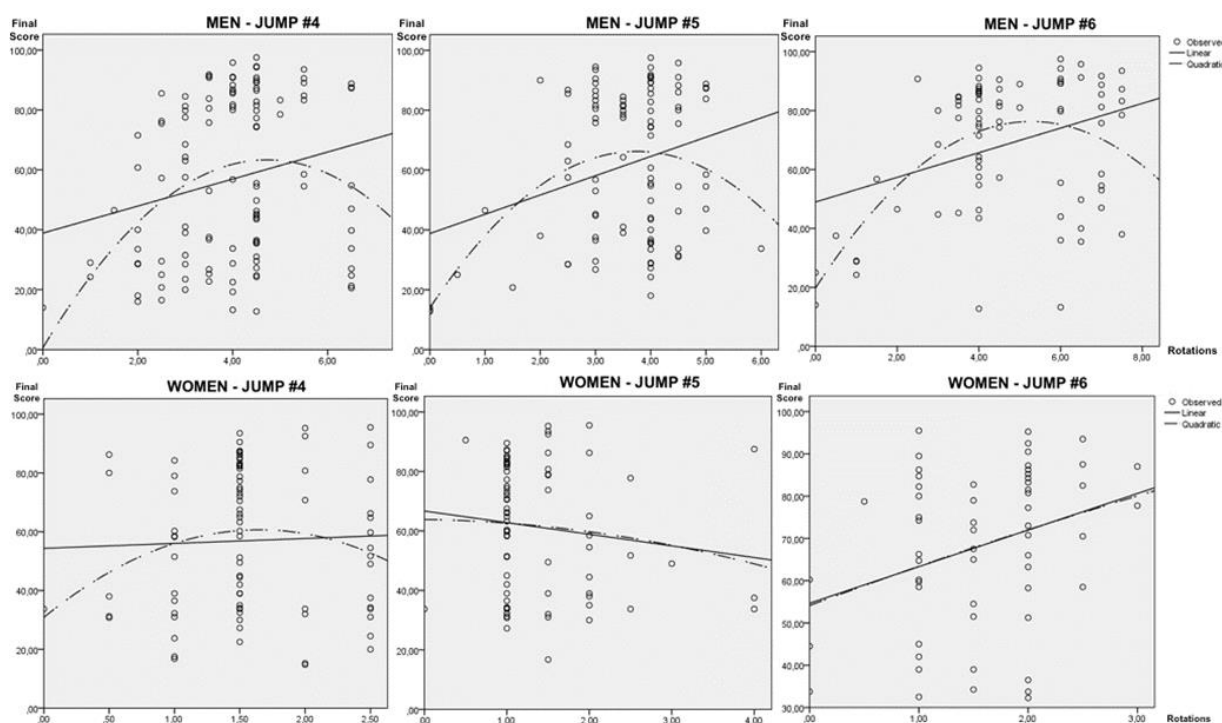 MEN - JUMP #4
Final
Score
100,00
80,00
60,00
40,00
20,00
,00
,00
2,00
4,00
6,00
MEN - JUMP #5
Final
Score
100,00
80,00
60,00
40,00
20,00
,00
,00
1,00
2,00
3,00
4,00
5,00
6,00
MEN - JUMP #6
Final
Score
100,00
80,00
60,00
40,00
20,00
,00
,00
2,00
4,00
6,00
8,00
Rotations
Observed
Linear
Quadratic
WOMEN - JUMP #4
Final
Score
100,00
80,00
60,00
40,00
20,00
,00
,00
,50
1,00
1,50
2,00
2,50
WOMEN - JUMP #5
Final
Score
100,00
80,00
60,00
40,00
20,00
,00
,00
1,00
2,00
3,00
4,00
WOMEN - JUMP #6
Final
Score
100,00
90,00
80,00
70,00
60,00
50,00
40,00
30,00
,00
1,00
2,00
3,00
Rotations
Observed
Linear
Quadratic